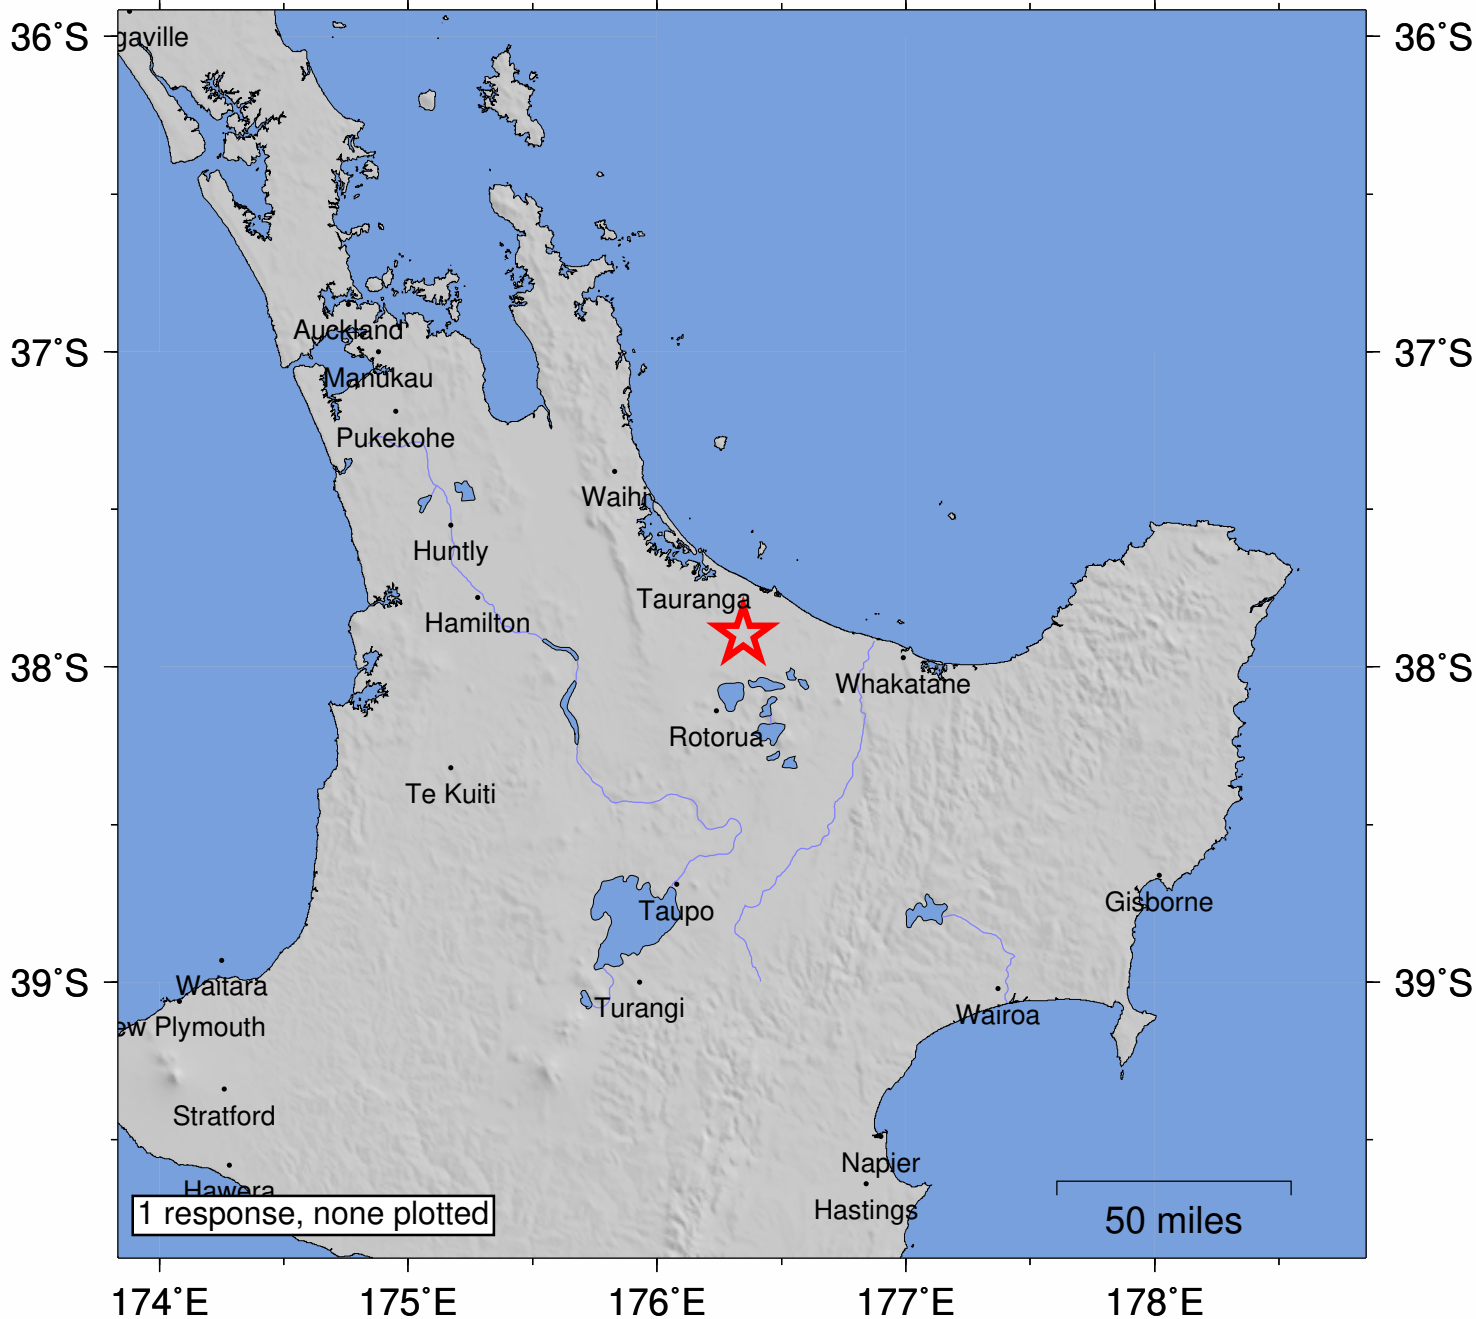 36°S
36°S
gaville
37°S
37°S
Auckland
Manukau
Pukekohe
Waihi
Huntly
Tauranga
Hamilton
38°S
38°S
Whakatane
Rotorua
Te Kuiti
Taupo
Gisborne
39°S
39°S
Waitara
Turangi
Wairoa
ew Plymouth
Stratford
Napier
Hawera
Hastings
1 response, none plotted
50 miles
174°E
175°E
176°E
177°E
178°E